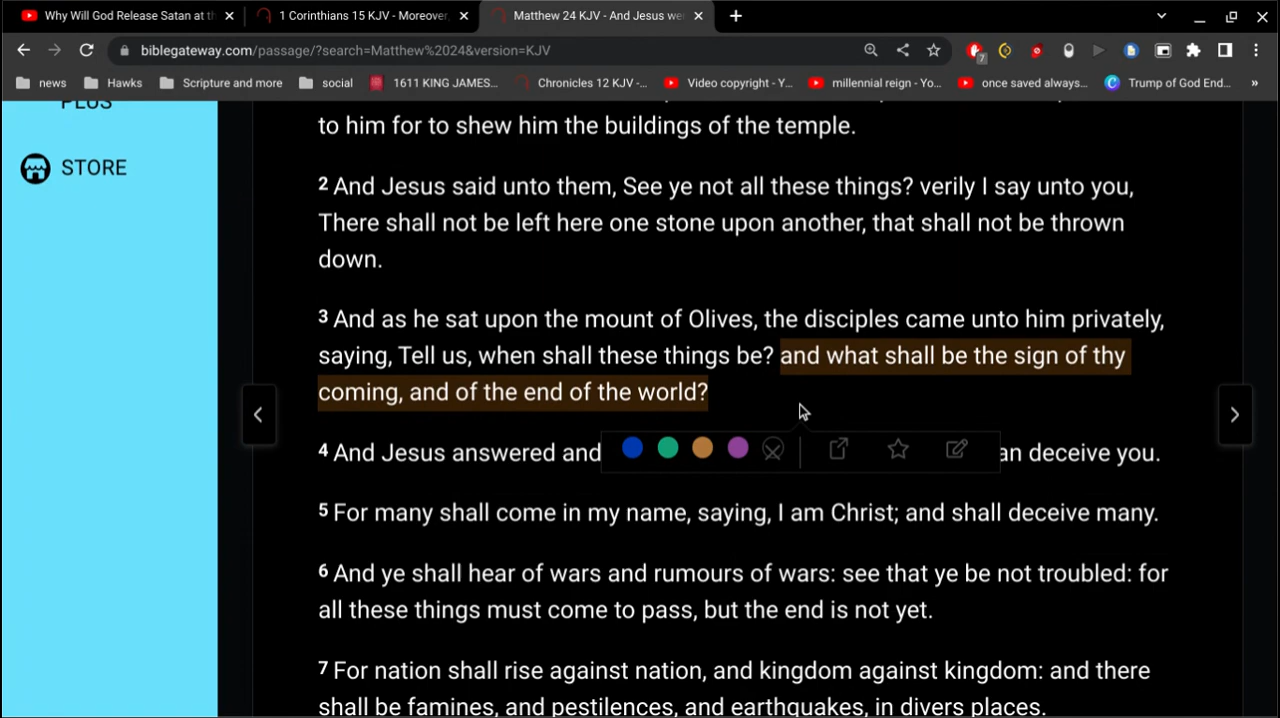 Why Will God Release Satan at th
1 Corinthians 15 KJV - Moreover,
Matthew 24 KJV - And Jesus we
biblegateway.com/passage/?search=Matthew%2024&version=KJV
7
news
Hawks
Scripture and more
social
1611 KING JAMES...
Chronicles 12 KJV -...
Video copyright - Y...
millennial reign - Yo...
once saved always...
Trump of God End...
»
PLUS
STORE
to him for to shew him the buildings of the temple.
2 And Jesus said unto them, See ye not all these things? verily I say unto you,
There shall not be left here one stone upon another, that shall not be thrown
down.
3 And as he sat upon the mount of Olives, the disciples came unto him privately,
saying, Tell us, when shall these things be? and what shall be the sign of thy
coming, and of the end of the world?
4 And Jesus answered and an deceive you.
5 For many shall come in my name, saying, I am Christ; and shall deceive many.
6 And ye shall hear of wars and rumours of wars: see that ye be not troubled: for
all these things must come to pass, but the end is not yet.
7 For nation shall rise against nation, and kingdom against kingdom: and there
shall be famines, and pestilences, and earthquakes, in divers places.